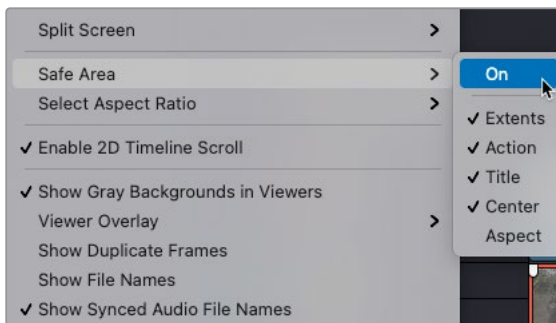 Split Screen
Safe Area
Select Aspect Ratio
✓ Enable 2D Timeline Scroll
✓ Show Gray Backgrounds in Viewers
Viewer Overlay
Show Duplicate Frames
Show File Names
✓ Show Synced Audio File Names
On
✓ Extents
✓ Action
✓ Title
✓ Center
Aspect